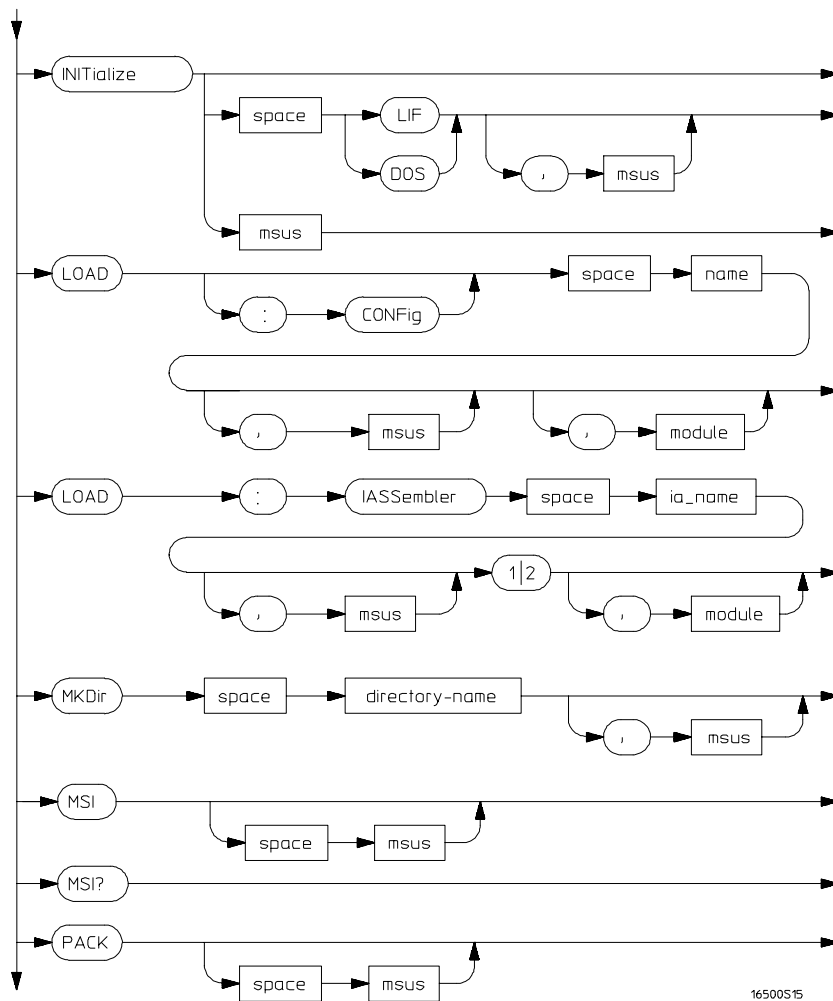 INITialize
space LIF
DOS , msus
msus
LOAD space name
: CONFig
, msus , module
LOAD : IASSembler space ia_name
1|2
, msus , module
MKDir space directory-name
, msus
MSI
space msus
MSI?
PACK
space msus
16500S15